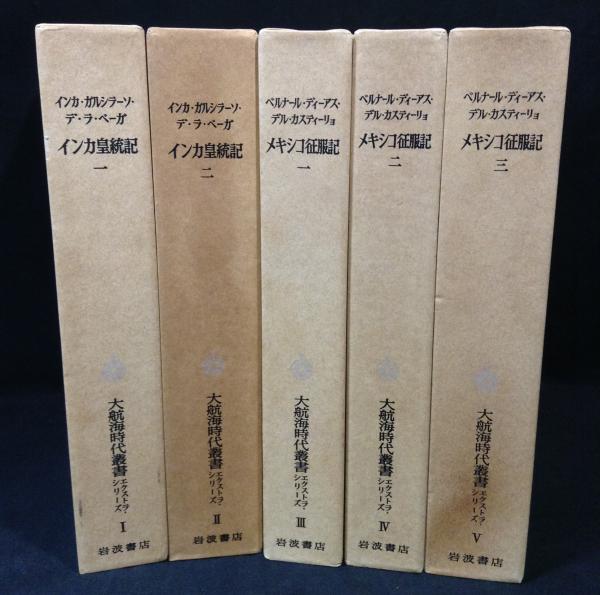 インカ・ガルシラーソ・
デ・ラ・ベーガ
インカ皇統記
一
大航海時代叢書
エクストラ・
シリーズ
I
岩波書店
インカ・ガルシラーソ・
デ・ラ・ベーガ
インカ皇統記
二
大航海時代叢書
エクストラ・
シリーズ
II
岩波書店
ベルナール・ディーアス・
デル・カスティーリョ
メキシコ征服記
一
大航海時代叢書
エクストラ・
シリーズ
III
岩波書店
ベルナール・ディーアス・
デル・カスティーリョ
メキシコ征服記
二
大航海時代叢書
エクストラ・
シリーズ
IV
岩波書店
ベルナール・ディーアス・
デル・カスティーリョ
メキシコ征服記
三
大航海時代叢書
エクストラ・
シリーズ
V
岩波書店